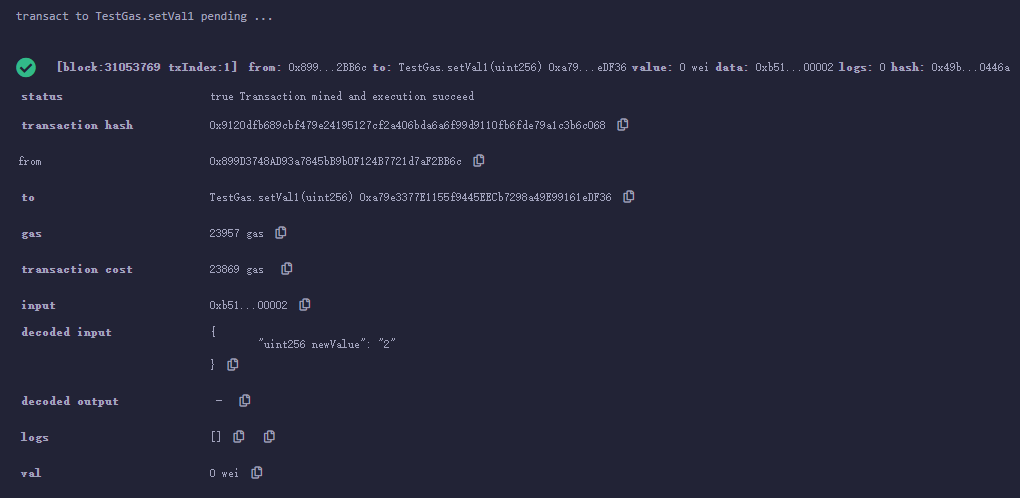 transact to TestGas.setVal1 pending ...
[block:31053769 txIndex:1] from: 0x899...2BB6c to: TestGas.setVal1(uint256) 0xa79...eDF36 value: 0 wei data: 0xb51...00002 logs: 0 hash: 0x49b...0446a
status true Transaction mined and execution succeed
transaction hash 0x9120dfb689cbf479e24195127cf2a406bda6a6f99d9110fb6fde79a1c3b6c068
from 0x899D3748AD93a7845bB9b0F124B7721d7aF2BB6c
to TestGas.setVal1(uint256) 0xa79e3377E1155f9445EECb7298a49E99161eDF36
gas 23957 gas
transaction cost 23869 gas
input 0xb51...00002
decoded input {
"uint256 newValue": "2"
}
decoded output -
logs []
val 0 wei